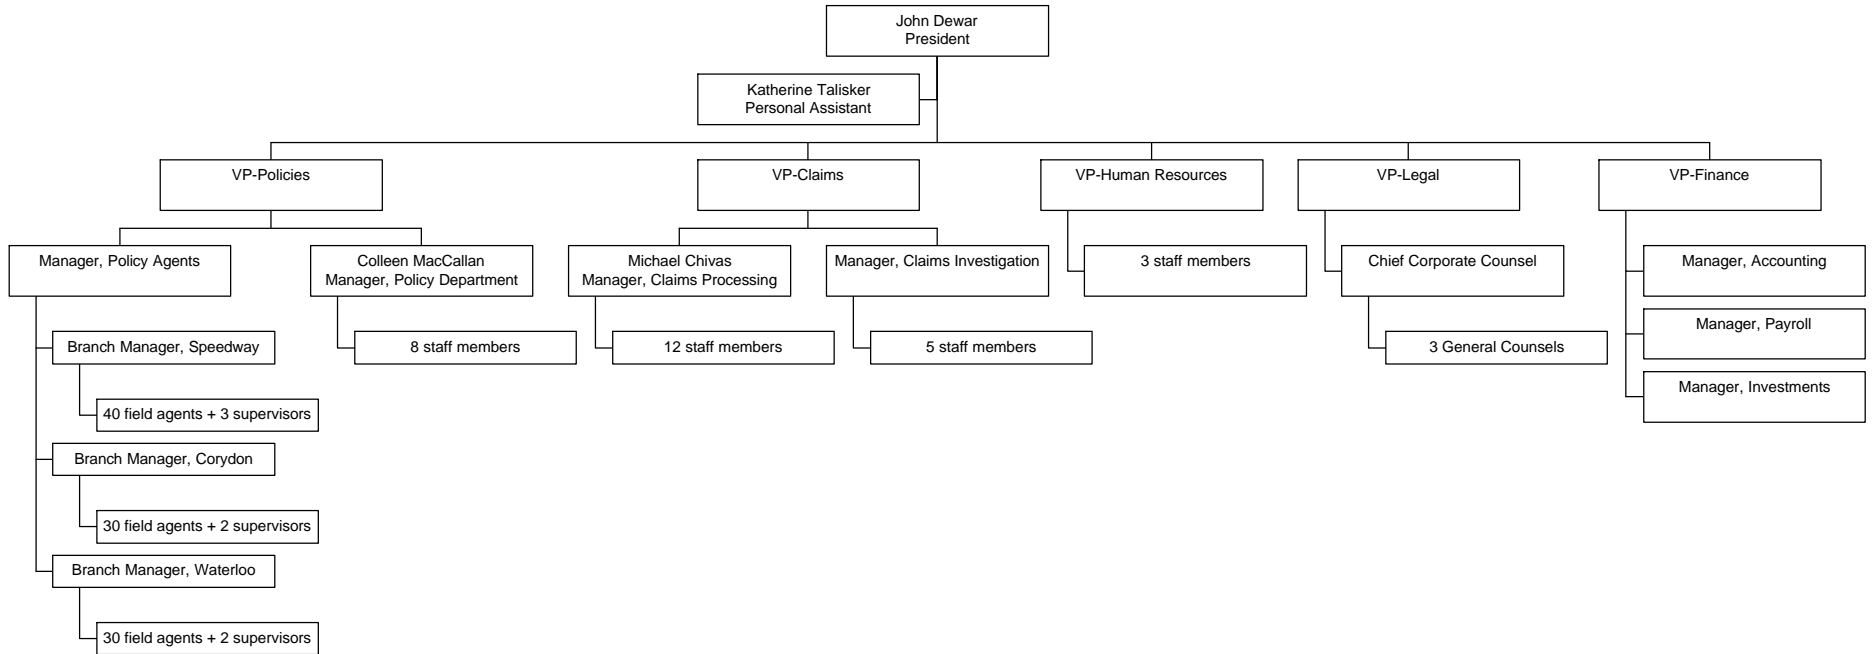 John Dewar
President
Katherine Talisker
Personal Assistant
VP-Policies
VP-Claims
VP-Human Resources
VP-Legal
VP-Finance
Manager, Policy Agents
Colleen MacCallan
Manager, Policy Department
Michael Chivas
Manager, Claims Processing
Manager, Claims Investigation
3 staff members
Chief Corporate Counsel
Manager, Accounting
Branch Manager, Speedway
8 staff members
12 staff members
5 staff members
3 General Counsels
Manager, Payroll
Manager, Investments
40 field agents + 3 supervisors
Branch Manager, Corydon
30 field agents + 2 supervisors
Branch Manager, Waterloo
30 field agents + 2 supervisors